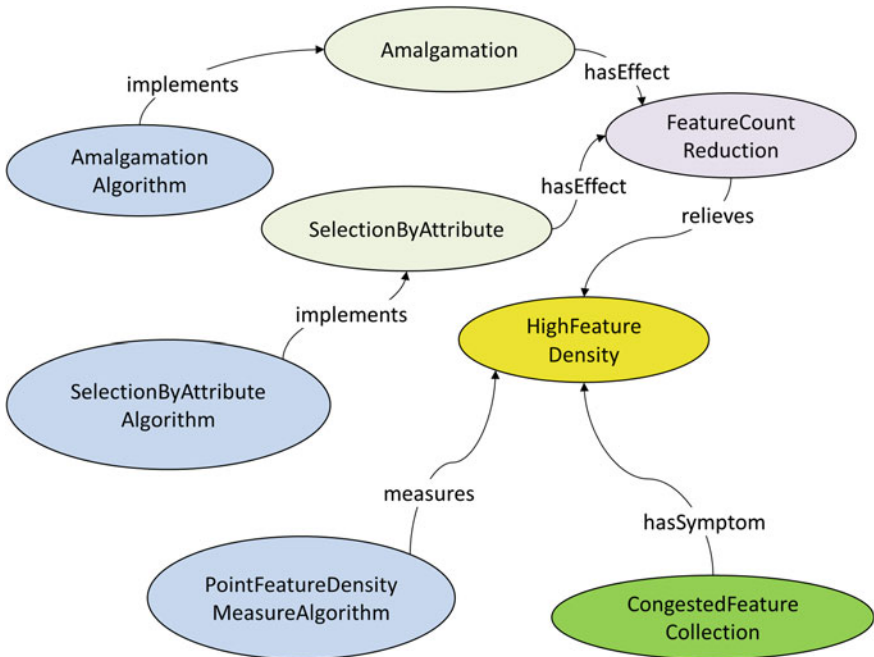 Amalgamation
implements
hasEffect
FeatureCount
Reduction
Amalgamation
Algorithm
hasEffect
SelectionByAttribute
relieves
implements
HighFeature
Density
SelectionByAttribute
Algorithm
measures
hasSymptom
PointFeatureDensity
MeasureAlgorithm
CongestedFeature
Collection